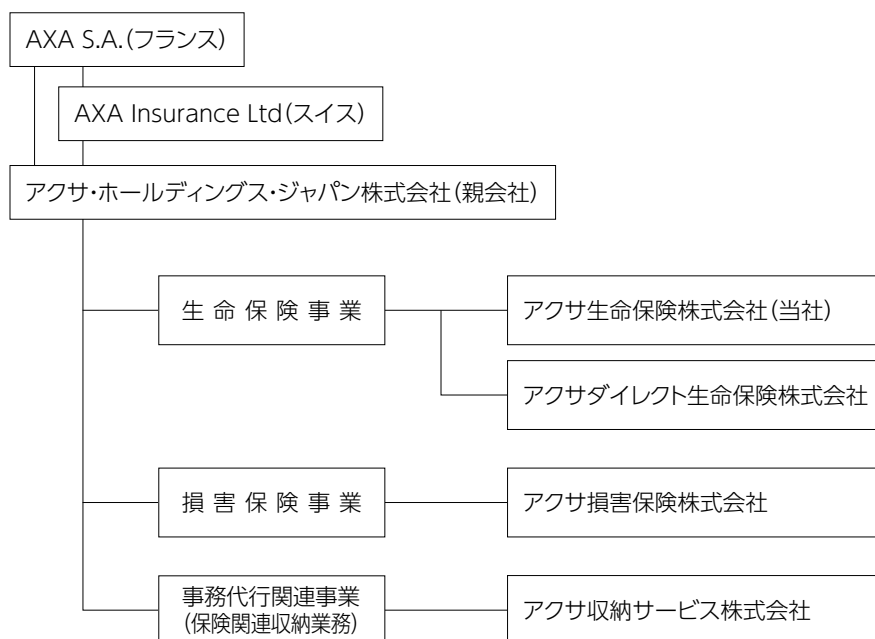 AXA S.A.(フランス)
AXA Insurance Ltd(スイス)
アクサ・ホールディングス・ジャパン株式会社(親会社)
生命保険事業
アクサ生命保険株式会社(当社)
アクサダイレクト生命保険株式会社
損害保険事業
アクサ損害保険株式会社
事務代行関連事業
(保険関連収納業務)
アクサ収納サービス株式会社